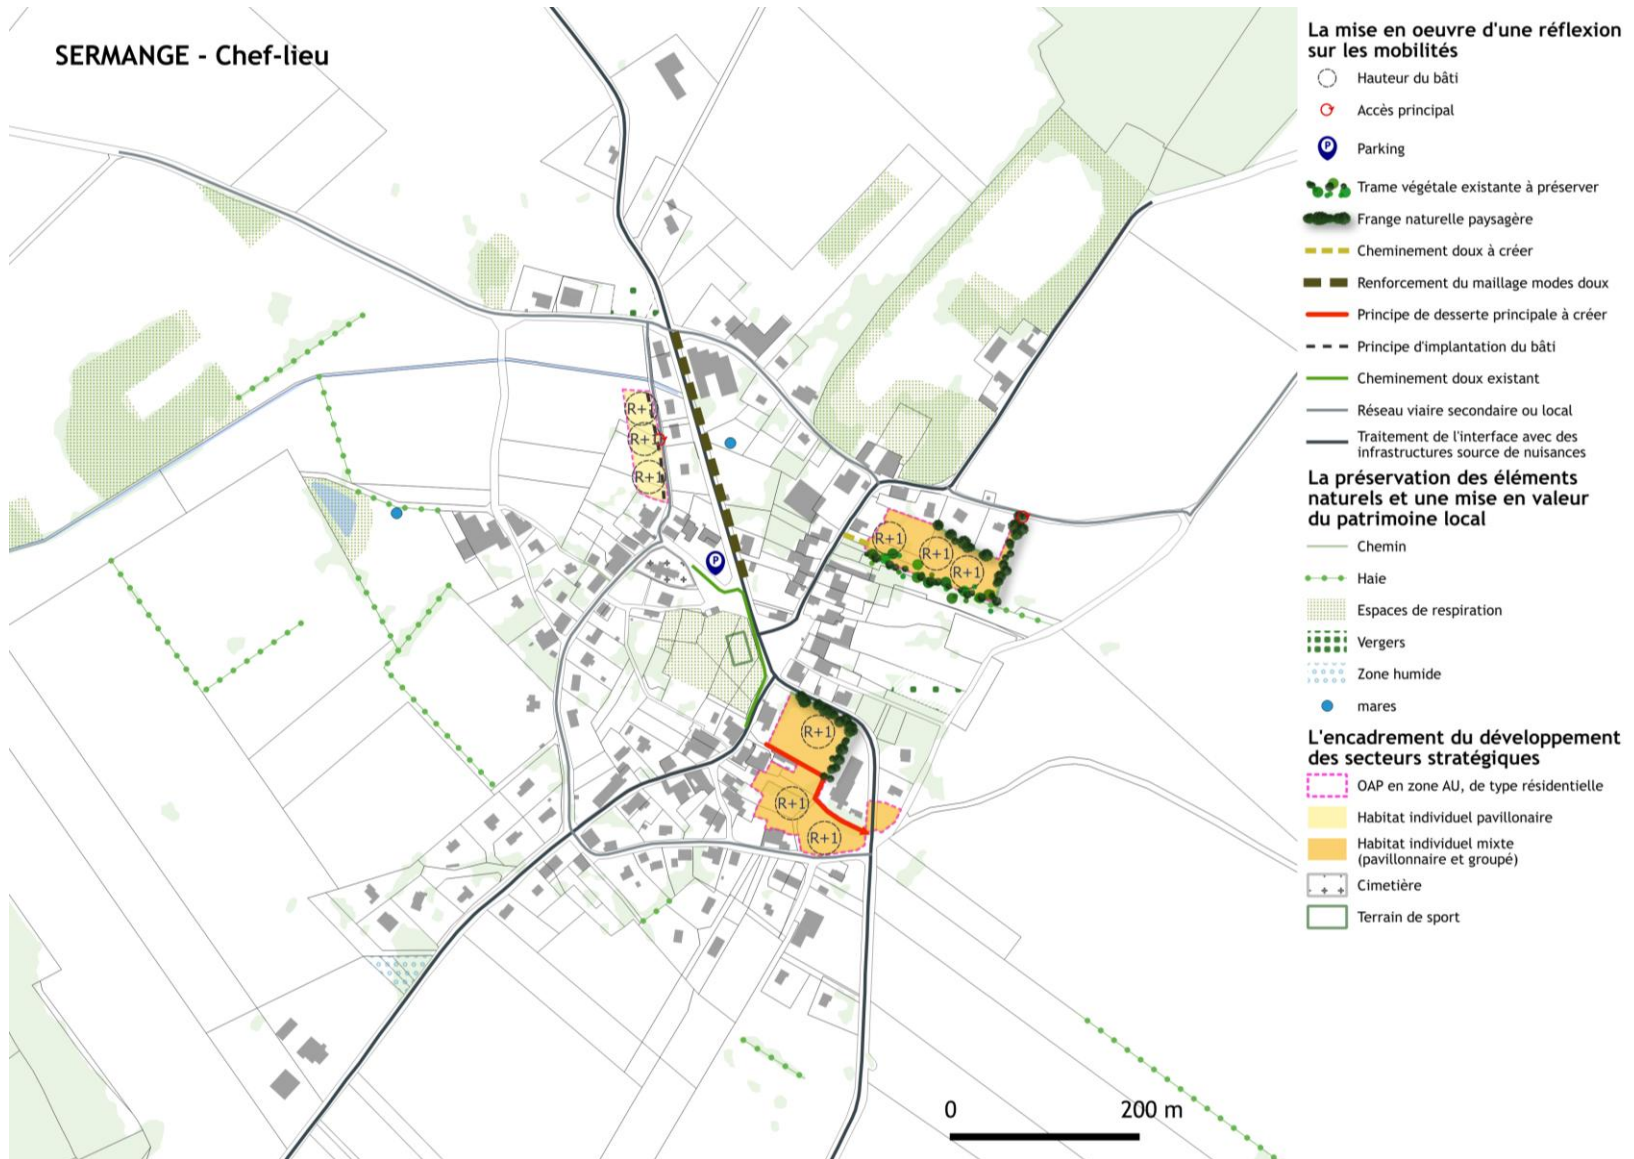 SERMANGE - Chef-lieu
R+1
R+1
R+1
P
R+1
R+1
R+1
R+1
R+1
R+1
0 200 m
La mise en oeuvre d'une réflexion
sur les mobilités
Hauteur du bâti
Accès principal
P Parking
Trame végétale existante à préserver
Frange naturelle paysagère
Cheminement doux à créer
Renforcement du maillage modes doux
Principe de desserte principale à créer
Principe d'implantation du bâti
Cheminement doux existant
Réseau viaire secondaire ou local
Traitement de l'interface avec des
infrastructures source de nuisances
La préservation des éléments
naturels et une mise en valeur
du patrimoine local
Chemin
Haie
Espaces de respiration
Vergers
Zone humide
mares
L'encadrement du développement
des secteurs stratégiques
OAP en zone AU, de type résidentielle
Habitat individuel pavillonaire
Habitat individuel mixte
(pavillonnaire et groupé)
Cimetière
Terrain de sport